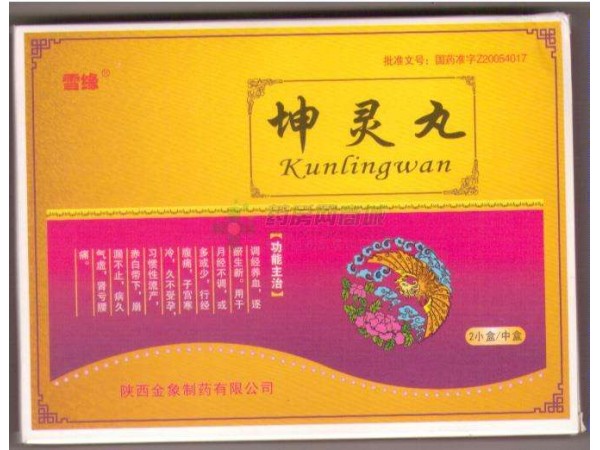 雪缘®
批准文号：国药准字Z20054017
坤灵丸
Kunlingwan
药房网商城
【功能主治】
调经养血，逐
瘀生新。用于
月经不调，或
多或少，行经
腹痛，子宫寒
冷，久不受孕，
习惯性流产，
赤白带下，崩
漏不止，病久
气虚，肾亏腰
痛。
2小盒/中盒
陕西金象制药有限公司